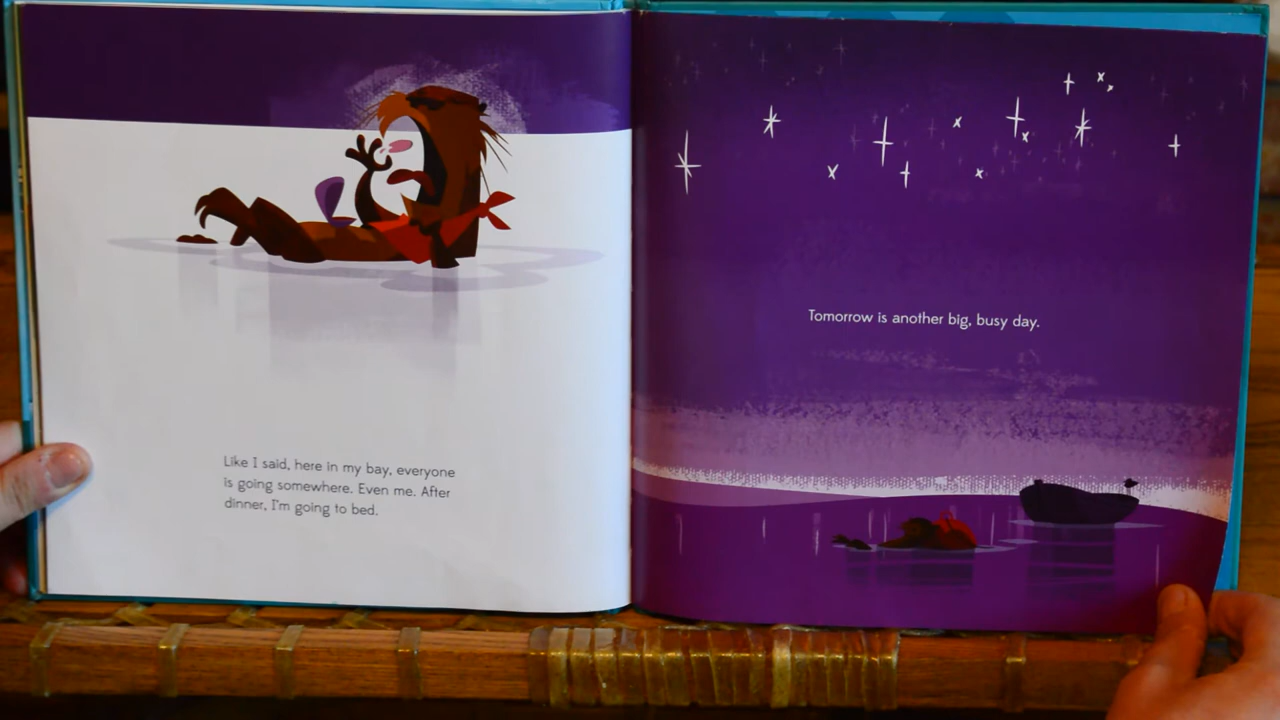 Like I said, here in my bay, everyone
is going somewhere. Even me. After
dinner, I'm going to bed.
Tomorrow is another big, busy day.